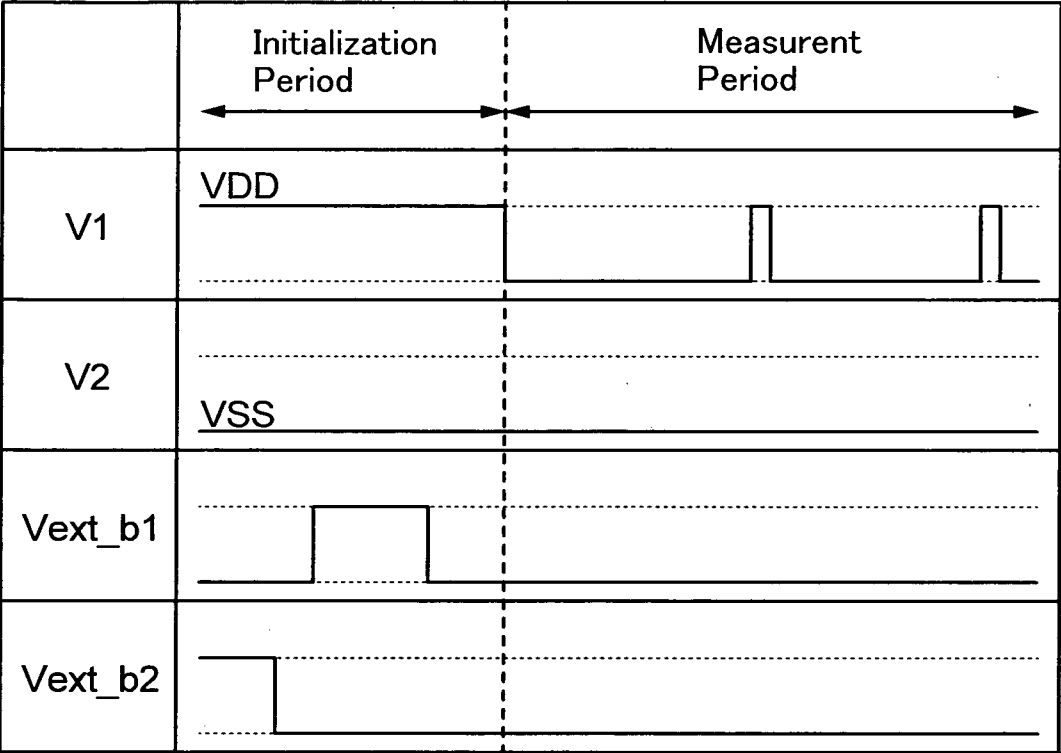 Initialization
Period
Measurent
Period
V1
VDD
V2
VSS
Vext_b1
Vext_b2